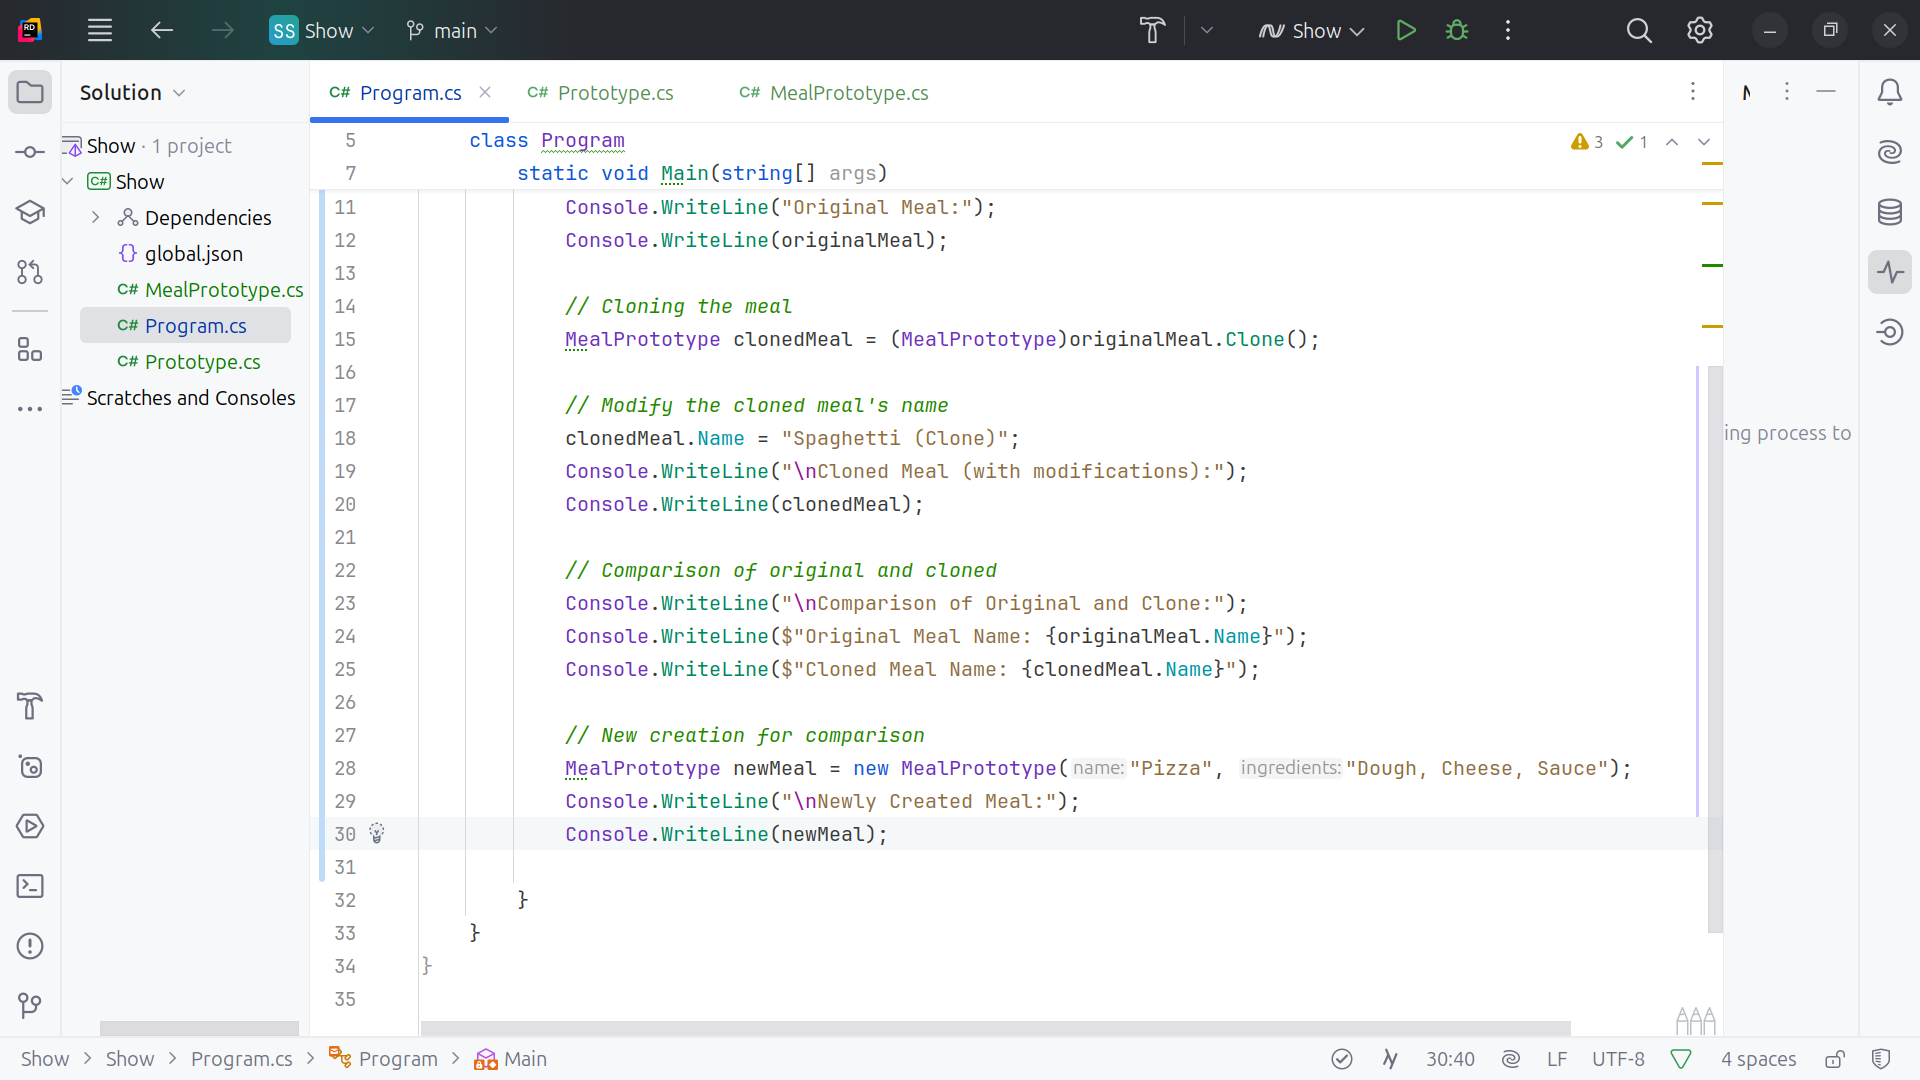 SS Show main Show
Solution
C# Program.cs C# Prototype.cs C# MealPrototype.cs
Show · 1 project
C# Show
Dependencies
{} global.json
C# MealPrototype.cs
C# Program.cs
C# Prototype.cs
Scratches and Consoles
3 1
5 class Program
7 static void Main(string[] args)
11 Console.WriteLine("Original Meal:");
12 Console.WriteLine(originalMeal);
13
14 // Cloning the meal
15 MealPrototype clonedMeal = (MealPrototype)originalMeal.Clone();
16
17 // Modify the cloned meal's name
18 clonedMeal.Name = "Spaghetti (Clone)";
19 Console.WriteLine("\nCloned Meal (with modifications):");
20 Console.WriteLine(clonedMeal);
21
22 // Comparison of original and cloned
23 Console.WriteLine("\nComparison of Original and Clone:");
24 Console.WriteLine($"Original Meal Name: {originalMeal.Name}");
25 Console.WriteLine($"Cloned Meal Name: {clonedMeal.Name}");
26
27 // New creation for comparison
28 MealPrototype newMeal = new MealPrototype(name:"Pizza", ingredients:"Dough, Cheese, Sauce");
29 Console.WriteLine("\nNewly Created Meal:");
30 Console.WriteLine(newMeal);
31
32 }
33 }
34 }
35
ing process to
Show > Show > Program.cs > Program > Main
30:40 LF UTF-8 4 spaces